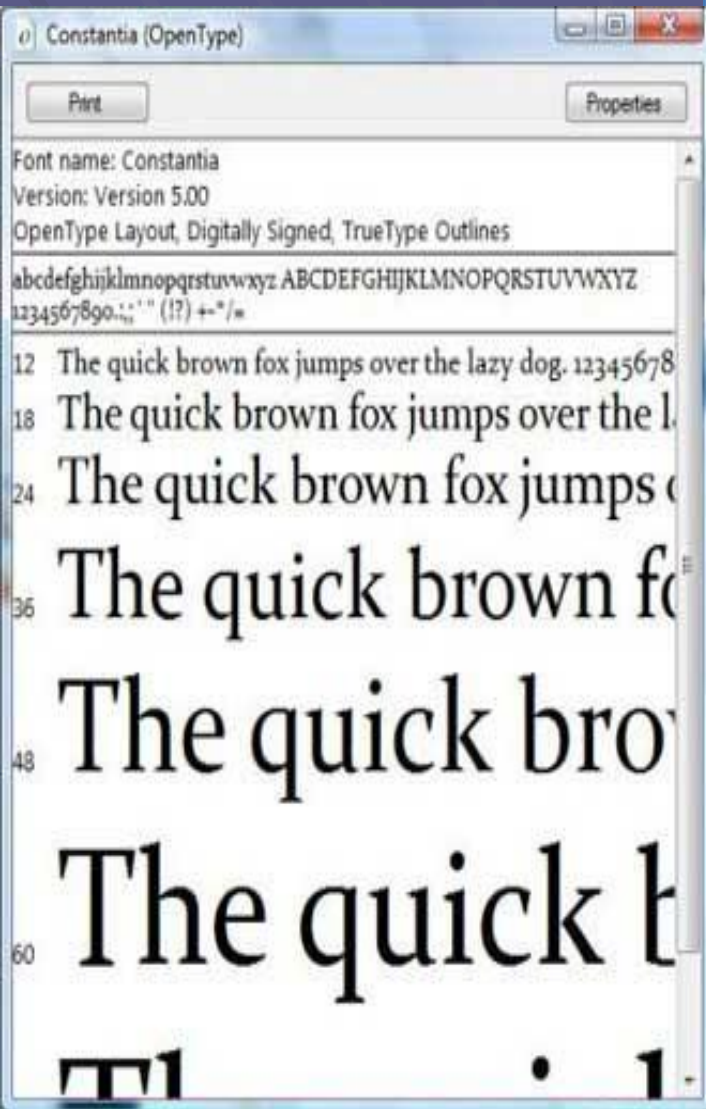 Constantia (OpenType)
Print Properties
Font name: Constantia
Version: Version 5.00
OpenType Layout, Digitally Signed, TrueType Outlines
abcdefghijklmnopqrstuvwxyz ABCDEFGHIJKLMNOPQRSTUVWXYZ
1234567890.:,;' " (!?) +-*/=
12 The quick brown fox jumps over the lazy dog. 12345678
18 The quick brown fox jumps over the l
24 The quick brown fox jumps
36 The quick brown fo
48 The quick brow
60 The quick b